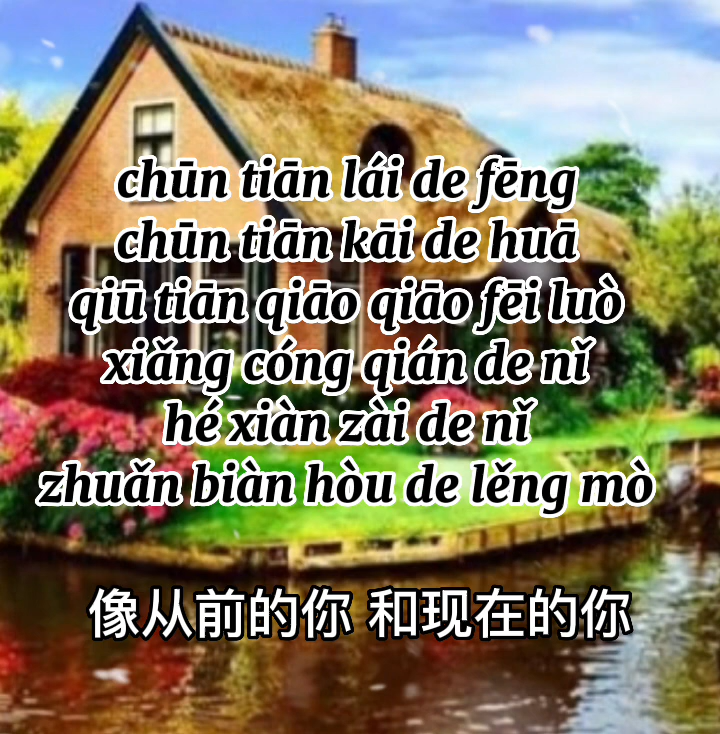 chūn tiān lái de fēng
chūn tiān kāi de huā
qiū tiān qiāo qiāo fēi luò
xiǎng cóng qián de nǐ
hé xiàn zài de nǐ
zhuǎn biàn hòu de lěng mò
像从前的你 和现在的你